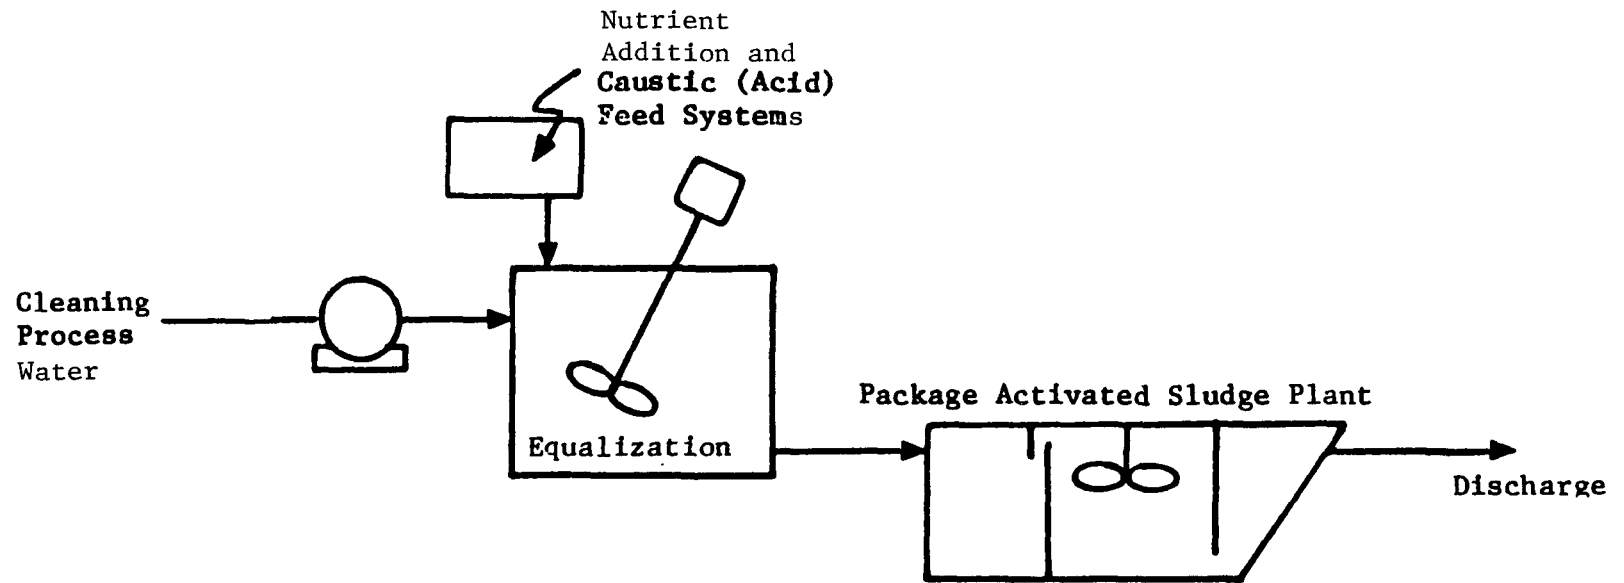 Nutrient
Addition and
Caustic (Acid)
Feed Systems
Cleaning
Process
Water
Equalization
Package Activated Sludge Plant
Discharge